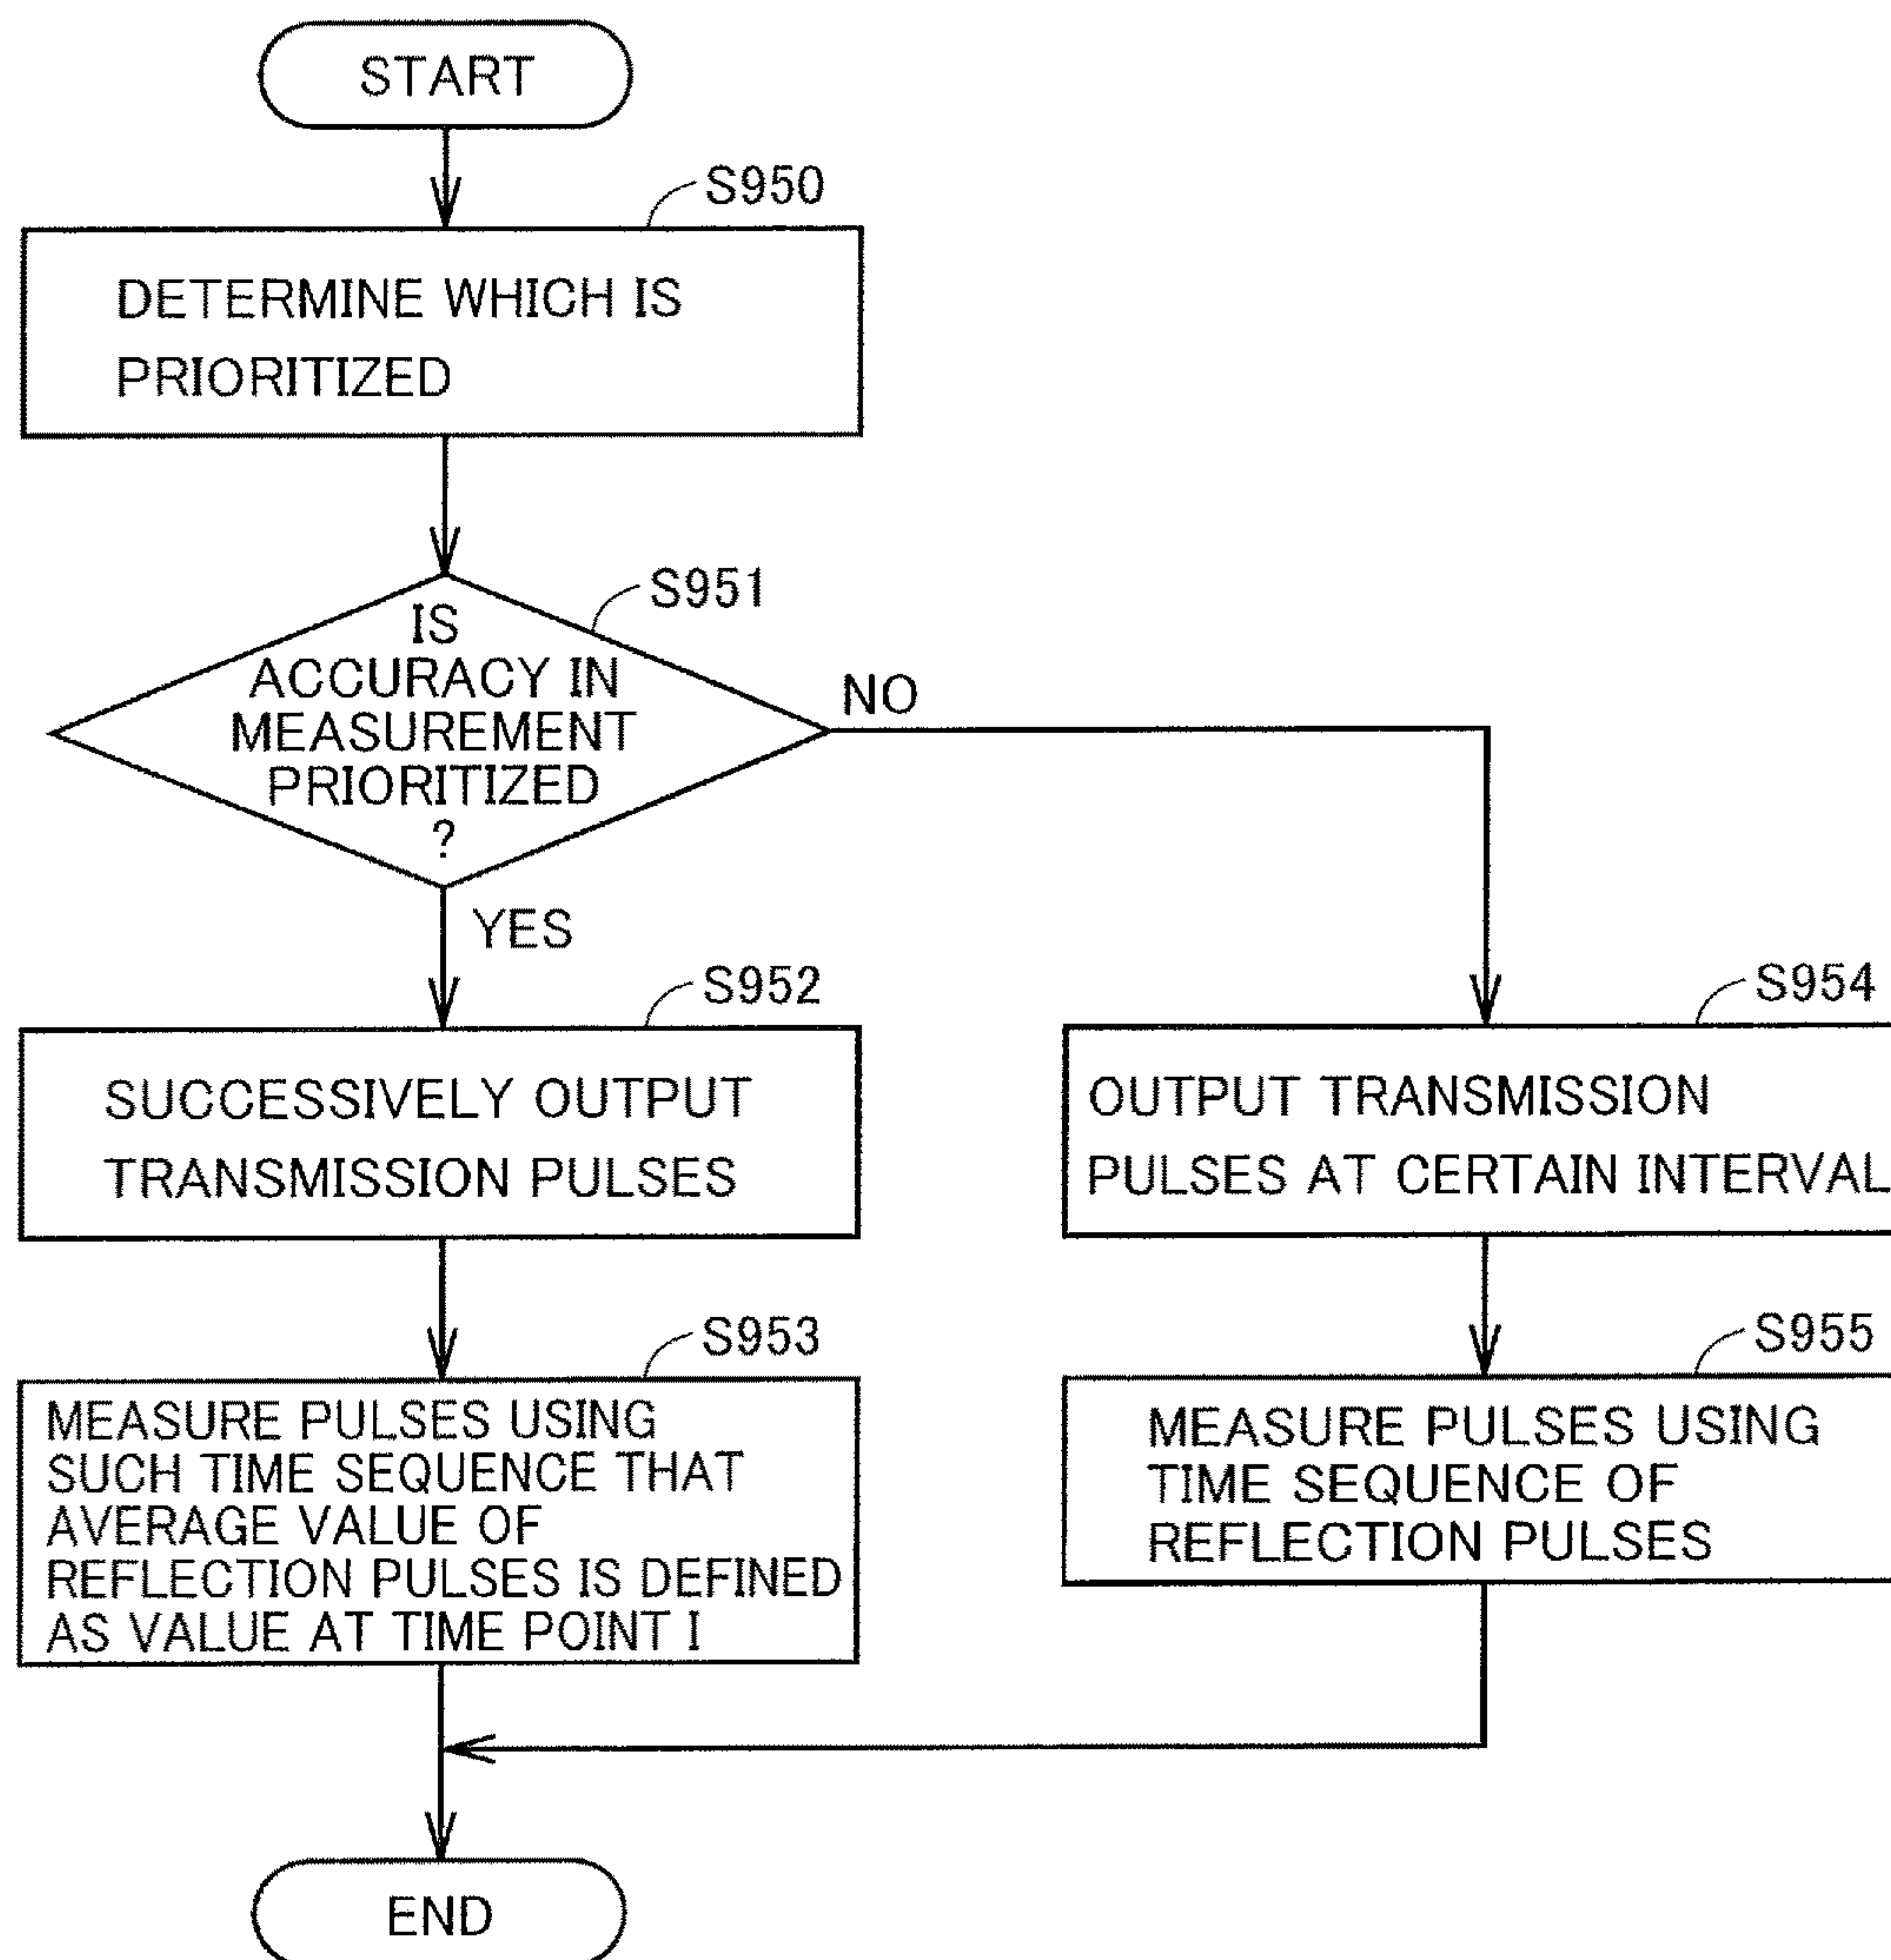 START
S950
DETERMINE WHICH IS
PRIORITIZED
S951
IS
ACCURACY IN
MEASUREMENT
PRIORITIZED
?
NO
YES
S952
SUCCESSIVELY OUTPUT
TRANSMISSION PULSES
S953
MEASURE PULSES USING
SUCH TIME SEQUENCE THAT
AVERAGE VALUE OF
REFLECTION PULSES IS DEFINED
AS VALUE AT TIME POINT I
S954
OUTPUT TRANSMISSION
PULSES AT CERTAIN INTERVAL
S955
MEASURE PULSES USING
TIME SEQUENCE OF
REFLECTION PULSES
END